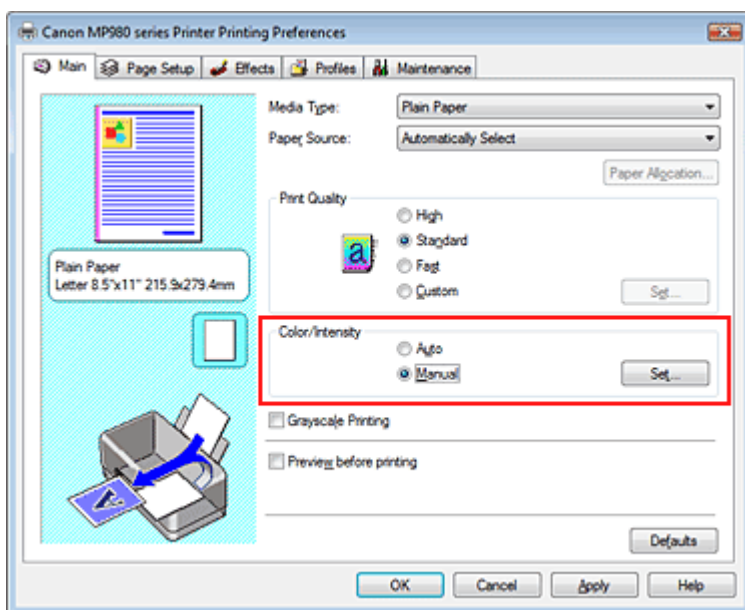 Canon MP980 series Printer Printing Preferences
Main Page Setup Effects Profiles Maintenance
Media Type: Plain Paper
Paper Source: Automatically Select
Paper Allocation...
Print Quality
High
a Standard
Fast
Custom Set...
Plain Paper
Letter 8.5"x11" 215.9x279.4mm
Color/Intensity
Auto
Manual Set...
Grayscale Printing
Preview before printing
A
Defaults
OK Cancel Apply Help